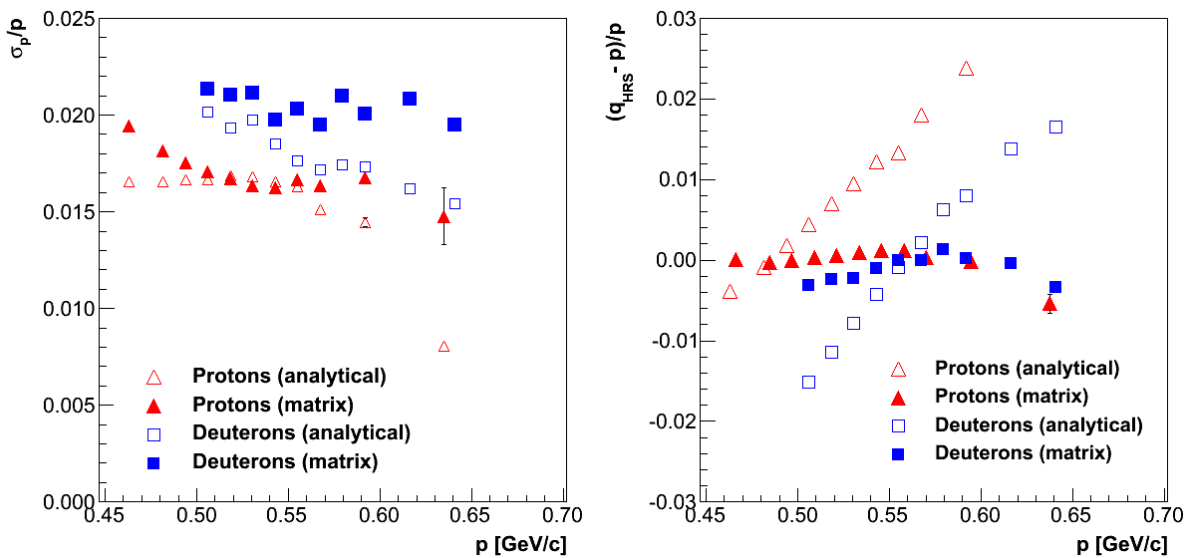 σp/p
0.025
0.020
0.015
0.010
0.005
0.000
Protons (analytical)
Protons (matrix)
Deuterons (analytical)
Deuterons (matrix)
0.45 0.50 0.55 0.60 0.65 0.70
p [GeV/c]
(qHRS - p)/p
0.03
0.02
0.01
0.00
-0.01
-0.02
-0.03
Protons (analytical)
Protons (matrix)
Deuterons (analytical)
Deuterons (matrix)
0.45 0.50 0.55 0.60 0.65 0.70
p [GeV/c]